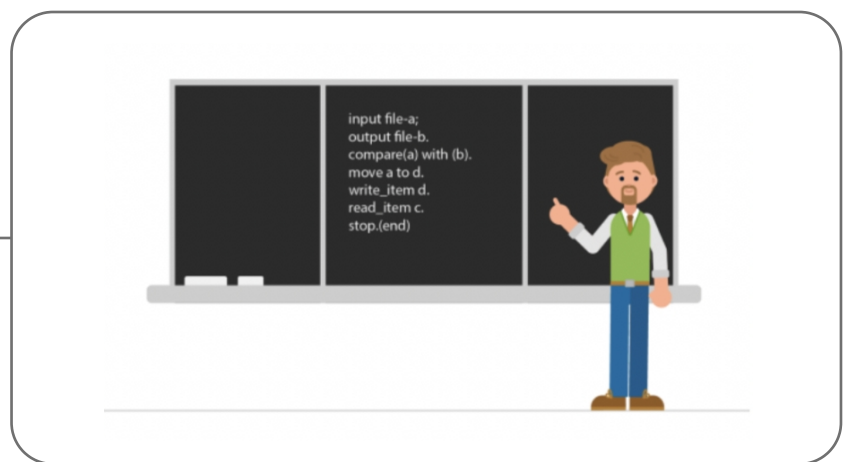 input file-a;
output file-b.
compare(a) with (b).
move a to d.
write_item d.
read_item c.
stop.(end)